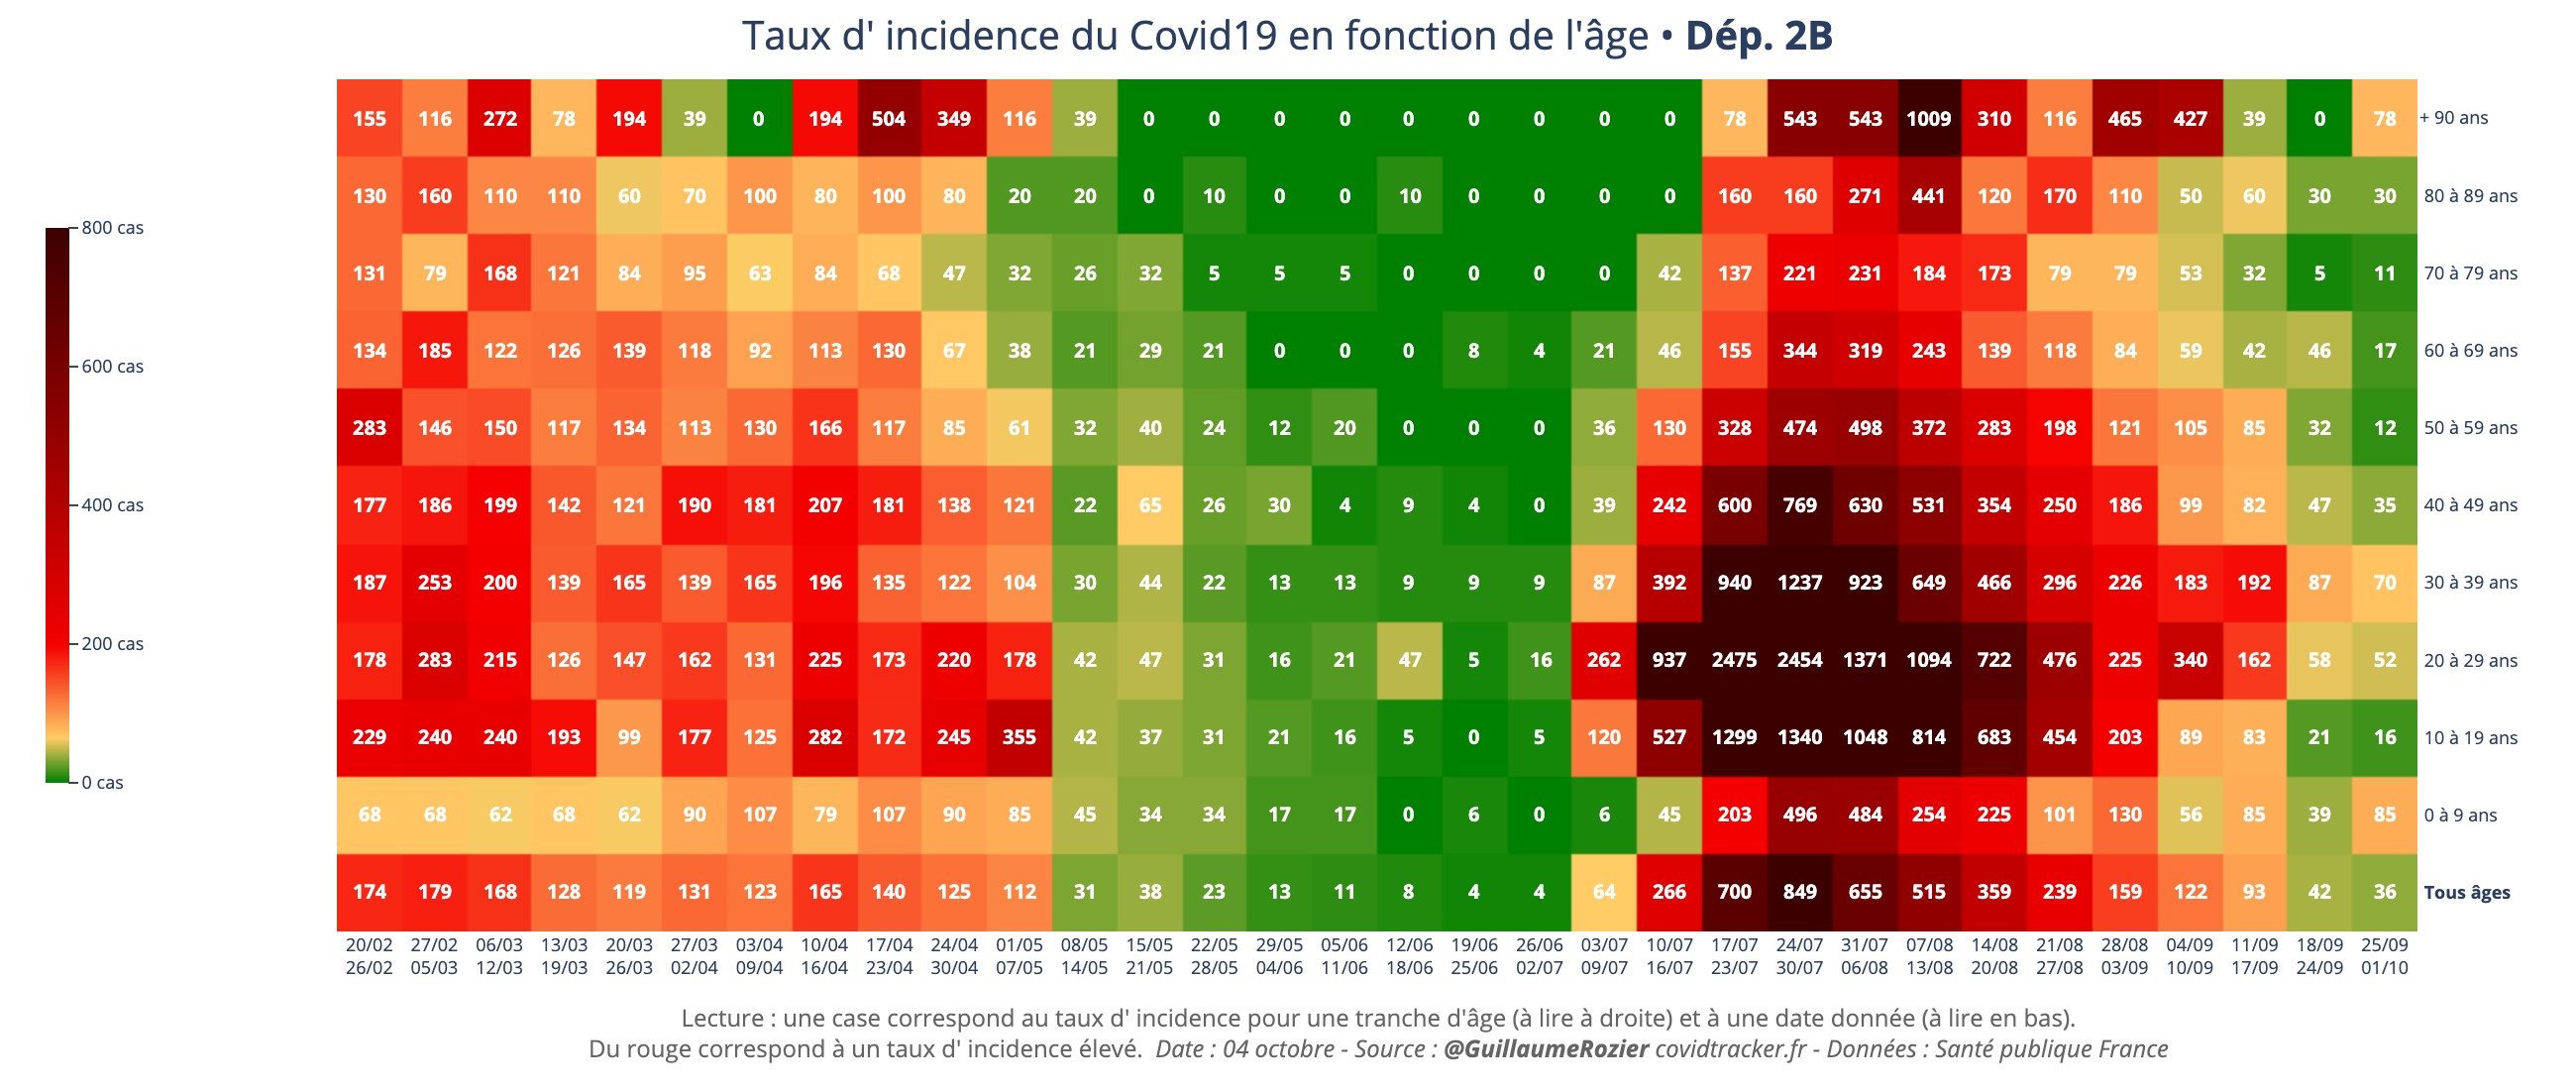 Taux d' incidence du Covid19 en fonction de l'âge • Dép. 2B
155 116 272 78 194 39 0 194 504 349 116 39 0 0 0 0 0 0 0 0 0 78 543 543 1009 310 116 465 427 39 0 78 + 90 ans
130 160 110 110 60 70 100 80 100 80 20 20 0 10 0 0 10 0 0 0 0 160 160 271 441 120 170 110 50 60 30 30 80 à 89 ans
800 cas
131 79 168 121 84 95 63 84 68 47 32 26 32 5 5 5 0 0 0 0 42 137 221 231 184 173 79 79 53 32 5 11 70 à 79 ans
134 185 122 126 139 118 92 113 130 67 38 21 29 21 0 0 0 8 4 21 46 155 344 319 243 139 118 84 59 42 46 17 60 à 69 ans
600 cas
283 146 150 117 134 113 130 166 117 85 61 32 40 24 12 20 0 0 0 36 130 328 474 498 372 283 198 121 105 85 32 12 50 à 59 ans
400 cas
177 186 199 142 121 190 181 207 181 138 121 22 65 26 30 4 9 4 0 39 242 600 769 630 531 354 250 186 99 82 47 35 40 à 49 ans
187 253 200 139 165 139 165 196 135 122 104 30 44 22 13 13 9 9 9 87 392 940 1237 923 649 466 296 226 183 192 87 70 30 à 39 ans
200 cas
178 283 215 126 147 162 131 225 173 220 178 42 47 31 16 21 47 5 16 262 937 2475 2454 1371 1094 722 476 225 340 162 58 52 20 à 29 ans
229 240 240 193 99 177 125 282 172 245 355 42 37 31 21 16 5 0 5 120 527 1299 1340 1048 814 683 454 203 89 83 21 16 10 à 19 ans
0 cas
68 68 62 68 62 90 107 79 107 90 85 45 34 34 17 17 0 6 0 6 45 203 496 484 254 225 101 130 56 85 39 85 0 à 9 ans
174 179 168 128 119 131 123 165 140 125 112 31 38 23 13 11 8 4 4 64 266 700 849 655 515 359 239 159 122 93 42 36 Tous âges
20/02 27/02 06/03 13/03 20/03 27/03 03/04 10/04 17/04 24/04 01/05 08/05 15/05 22/05 29/05 05/06 12/06 19/06 26/06 03/07 10/07 17/07 24/07 31/07 07/08 14/08 21/08 28/08 04/09 11/09 18/09 25/09
26/02 05/03 12/03 19/03 26/03 02/04 09/04 16/04 23/04 30/04 07/05 14/05 21/05 28/05 04/06 11/06 18/06 25/06 02/07 09/07 16/07 23/07 30/07 06/08 13/08 20/08 27/08 03/09 10/09 17/09 24/09 01/10
Lecture : une case correspond au taux d' incidence pour une tranche d'âge (à lire à droite) et à une date donnée (à lire en bas).
Du rouge correspond à un taux d' incidence élevé. Date : 04 octobre - Source : @GuillaumeRozier covidtracker.fr - Données : Santé publique France